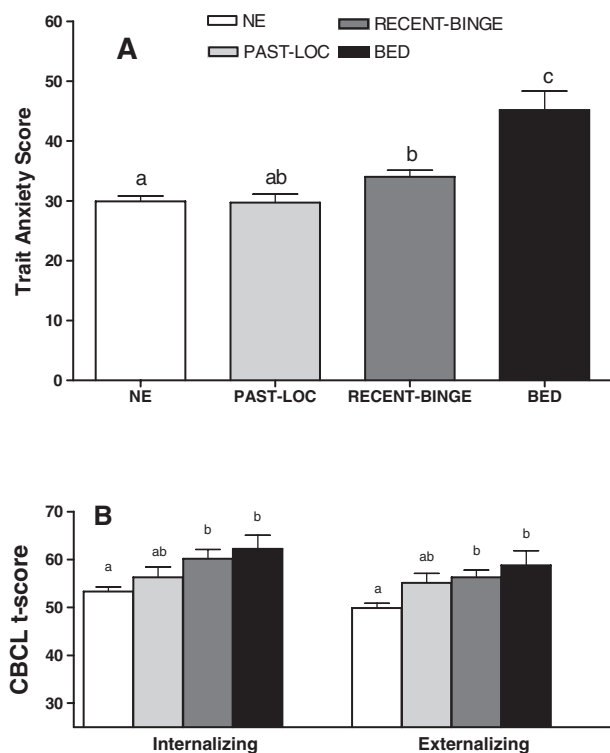 A
NE
RECENT-BINGE
PAST-LOC
BED
Trait Anxiety Score
60
50
40
30
20
10
0
a
ab
b
c
NE
PAST-LOC
RECENT-BINGE
BED
B
CBCL t-score
70
60
50
40
30
a
ab
b
b
a
ab
b
b
Internalizing
Externalizing